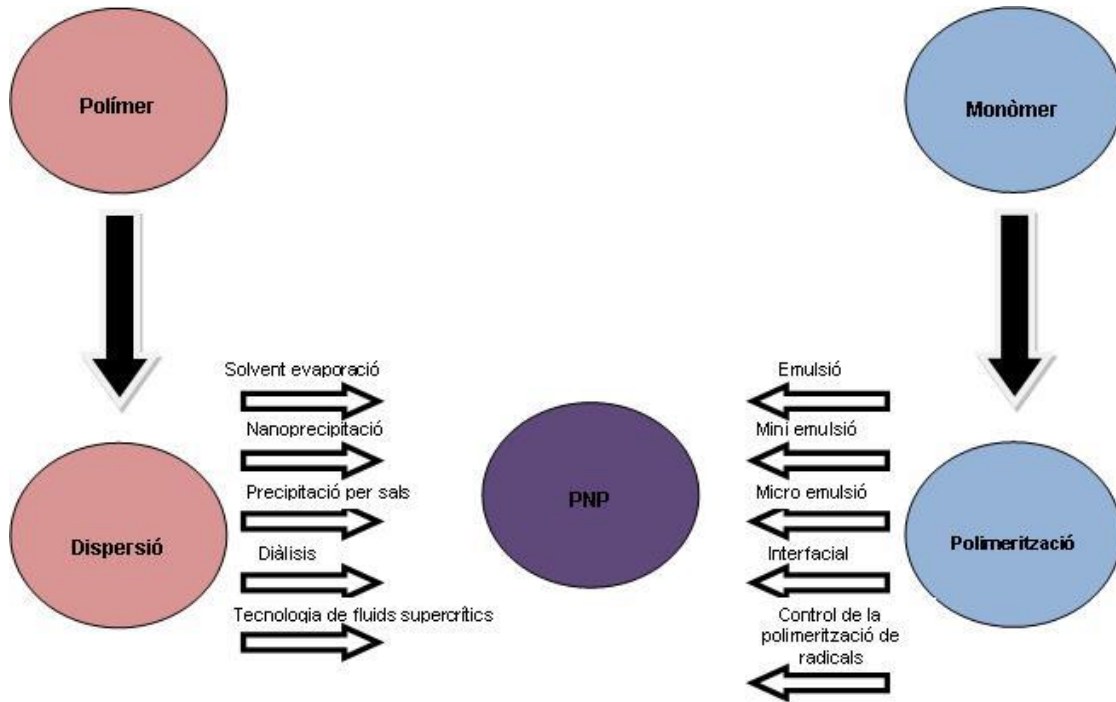 Polímer
Monòmer
Solvent evaporació
Nanoprecipitació
Precipitació per sals
Diàlisis
Tecnologia de fluids supercrítics
Dispersió
PNP
Emulsió
Mini emulsió
Micro emulsió
Interfacial
Control de la
polimerització de
radicals
Polimerització